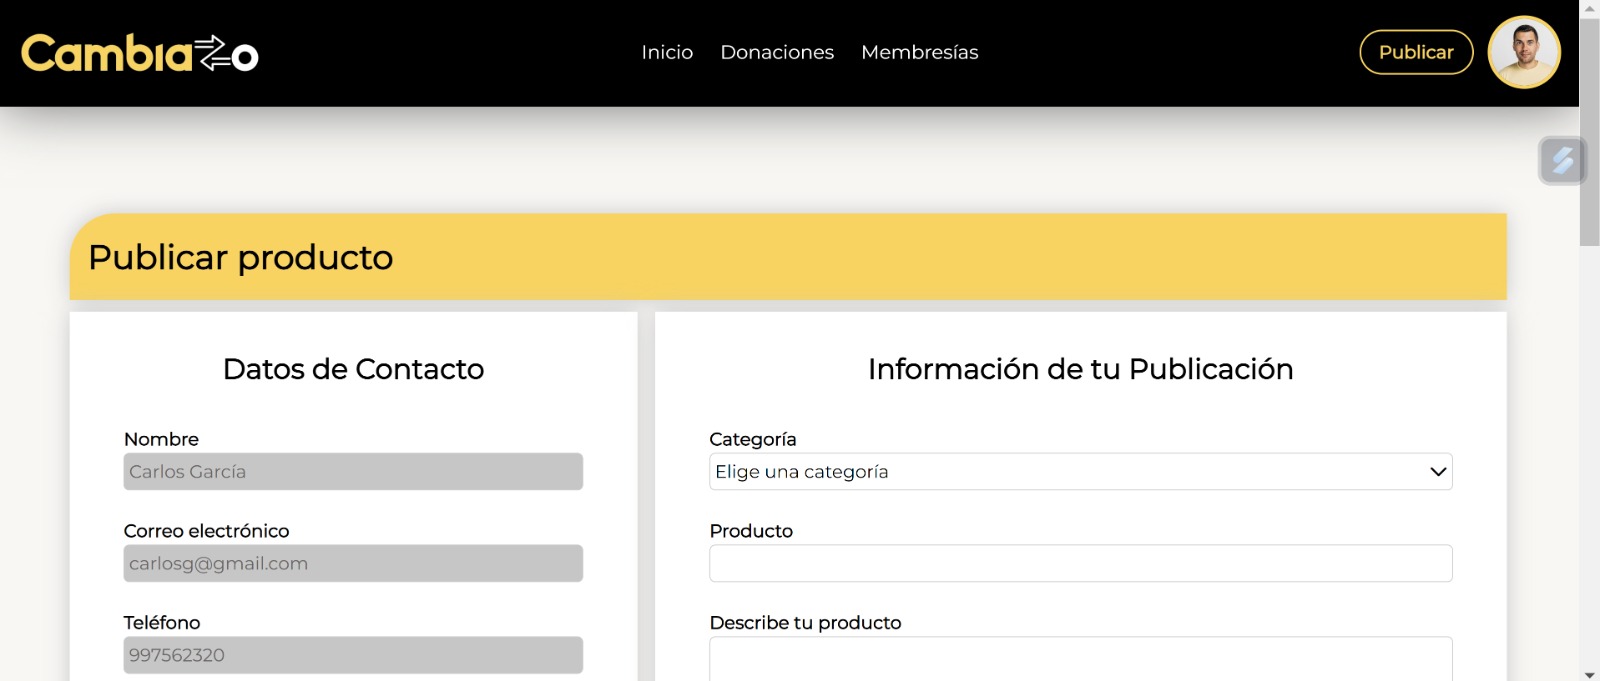 Cambia⇄o
Inicio Donaciones Membresías Publicar
Publicar producto
Datos de Contacto
Nombre
Carlos García
Correo electrónico
carlosg@gmail.com
Teléfono
997562320
Información de tu Publicación
Categoría
Elige una categoría
Producto
Describe tu producto